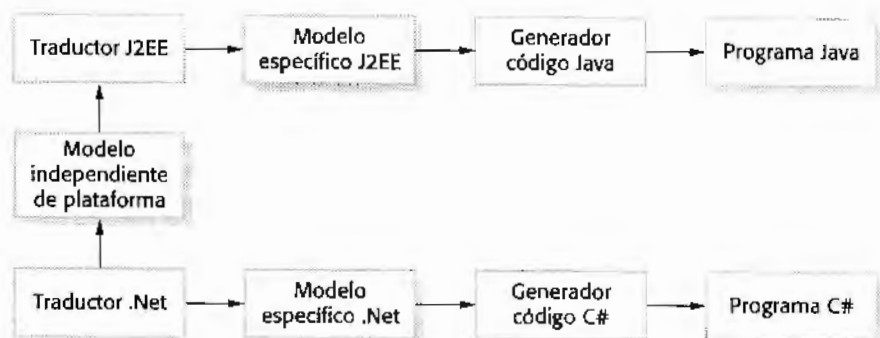 Traductor J2EE
Modelo
específico J2EE
Generador
código Java
Programa Java
Modelo
independiente
de plataforma
Traductor .Net
Modelo
específico .Net
Generador
código C#
Programa C#